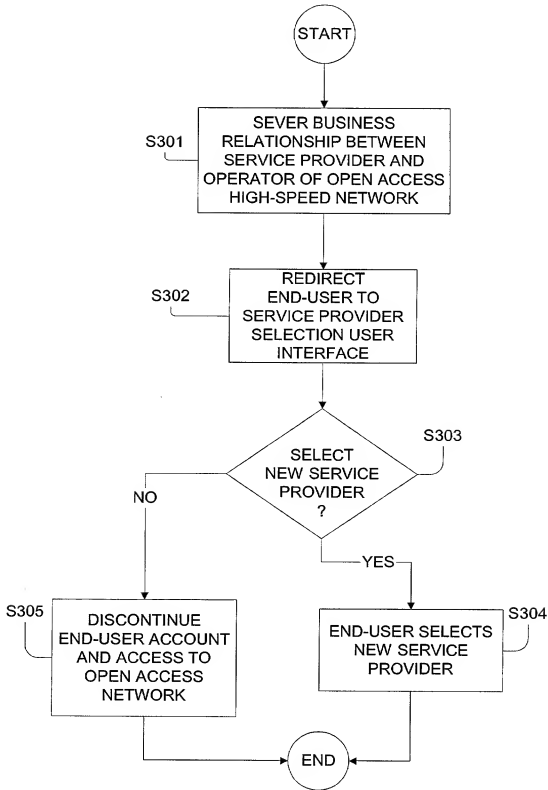 START
S301
SEVER BUSINESS
RELATIONSHIP BETWEEN
SERVICE PROVIDER AND
OPERATOR OF OPEN ACCESS
HIGH-SPEED NETWORK
S302
REDIRECT
END-USER TO
SERVICE PROVIDER
SELECTION USER
INTERFACE
S303
SELECT
NEW SERVICE
PROVIDER
?
NO
YES
S305
DISCONTINUE
END-USER ACCOUNT
AND ACCESS TO
OPEN ACCESS
NETWORK
S304
END-USER SELECTS
NEW SERVICE
PROVIDER
END